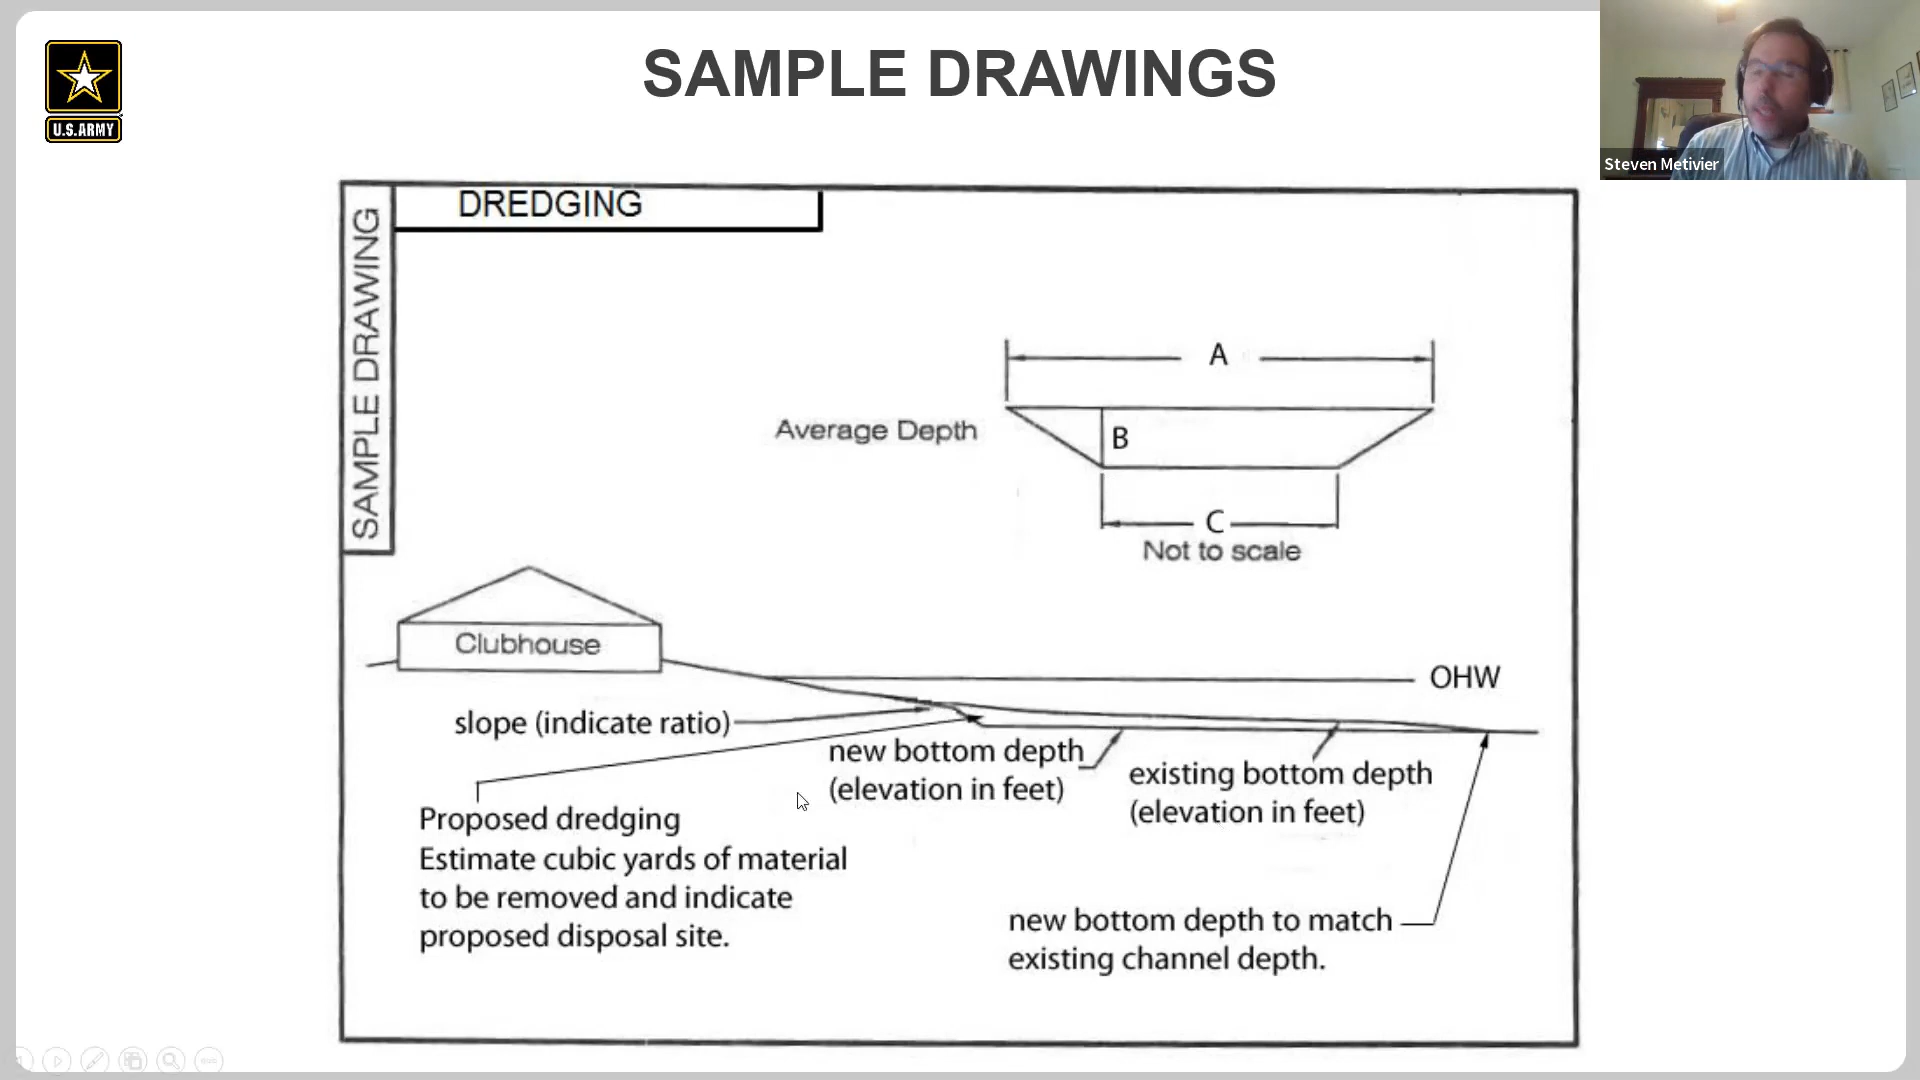 SAMPLE DRAWINGS
U.S.ARMY
Steven Metivier
SAMPLE DRAWING
DREDGING
A
Average Depth
B
C
Not to scale
Clubhouse
OHW
slope (indicate ratio)
new bottom depth
(elevation in feet)
existing bottom depth
(elevation in feet)
Proposed dredging
Estimate cubic yards of material
to be removed and indicate
proposed disposal site.
new bottom depth to match
existing channel depth.